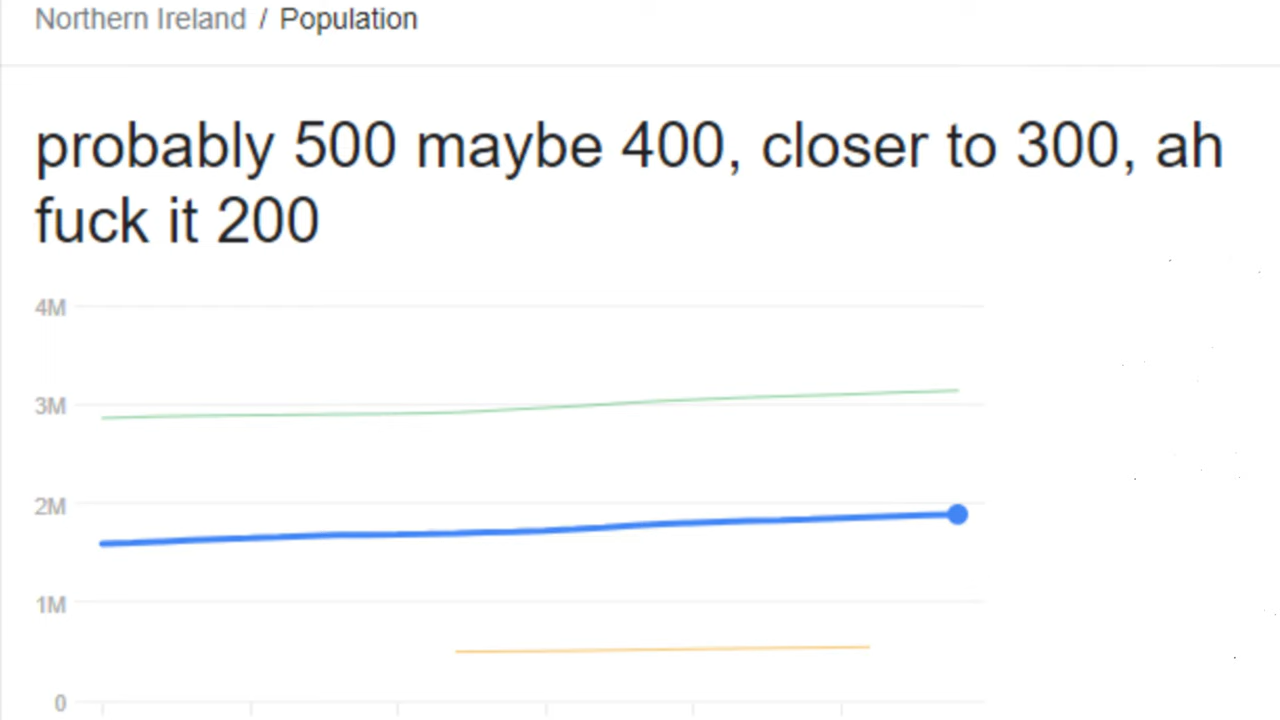 Northern Ireland / Population
probably 500 maybe 400, closer to 300, ah
fuck it 200
4M
3M
2M
1M
0